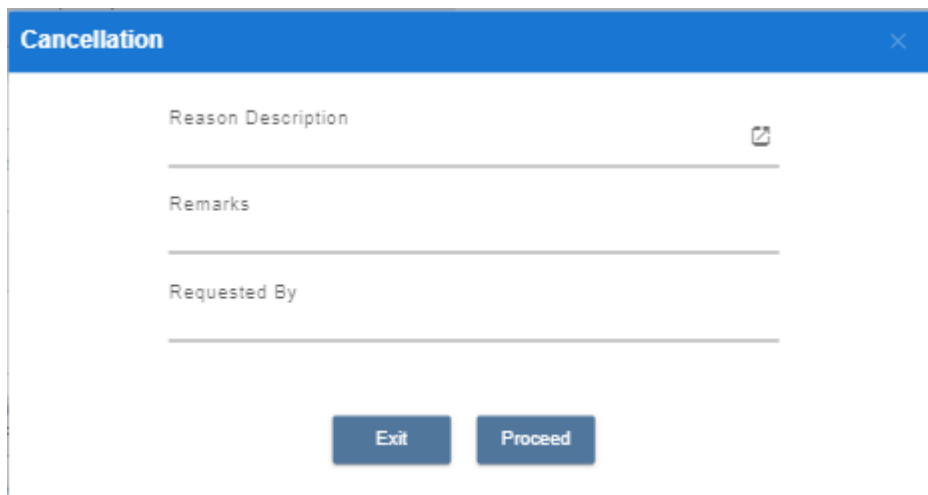 Cancellation
Reason Description
Remarks
Requested By
Exit Proceed